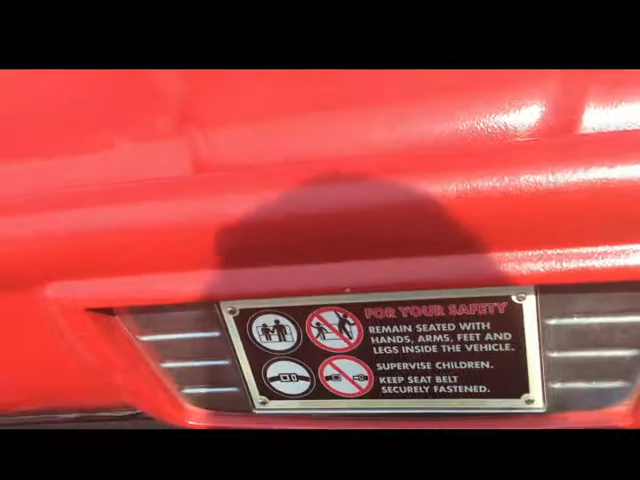 FOR YOUR SAFETY
REMAIN SEATED WITH
HANDS, ARMS, FEET AND
LEGS INSIDE THE VEHICLE.
SUPERVISE CHILDREN.
KEEP SEAT BELT
SECURELY FASTENED.